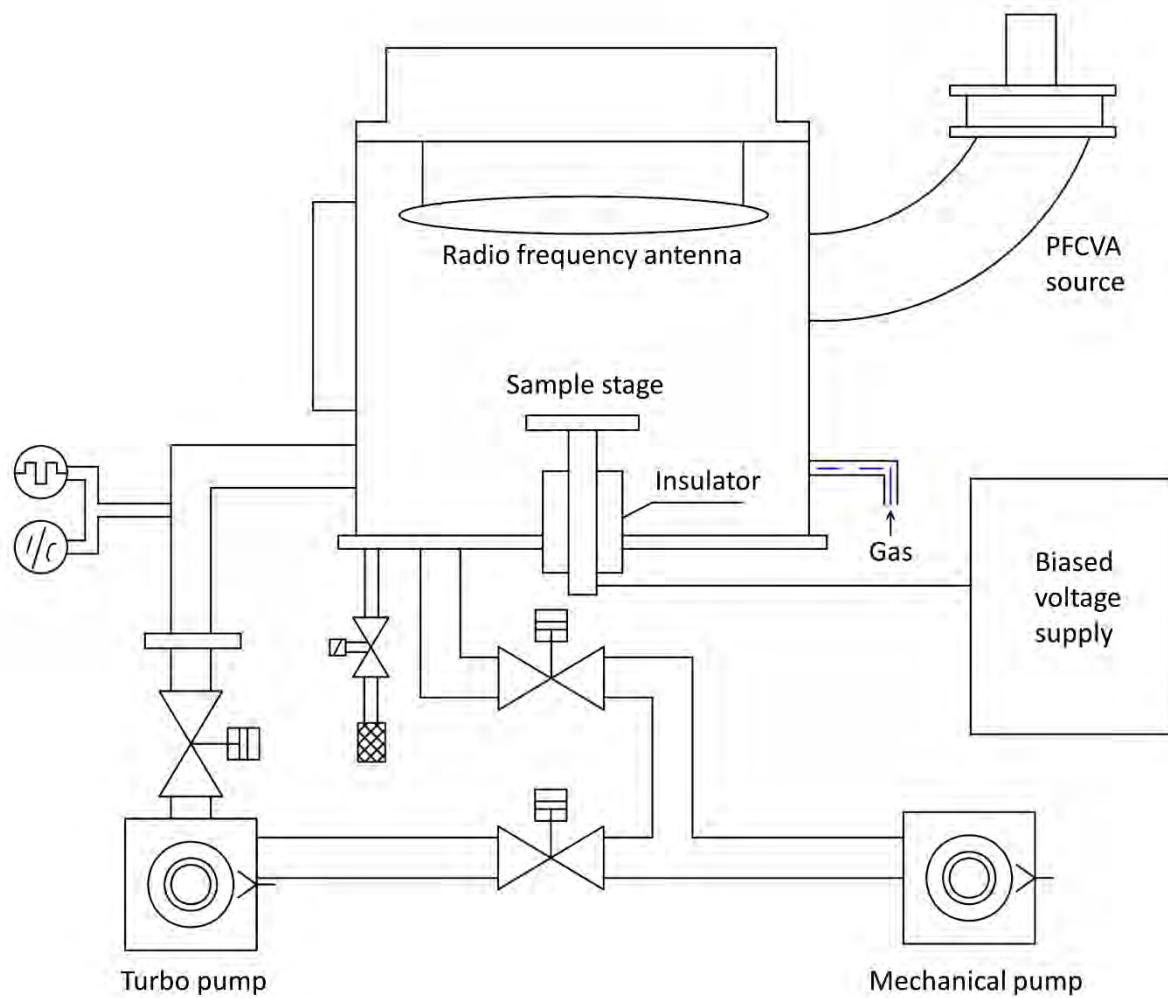 Radio frequency antenna
PFCVA
source
Sample stage
Insulator
Gas
Biased
voltage
supply
Turbo pump
Mechanical pump